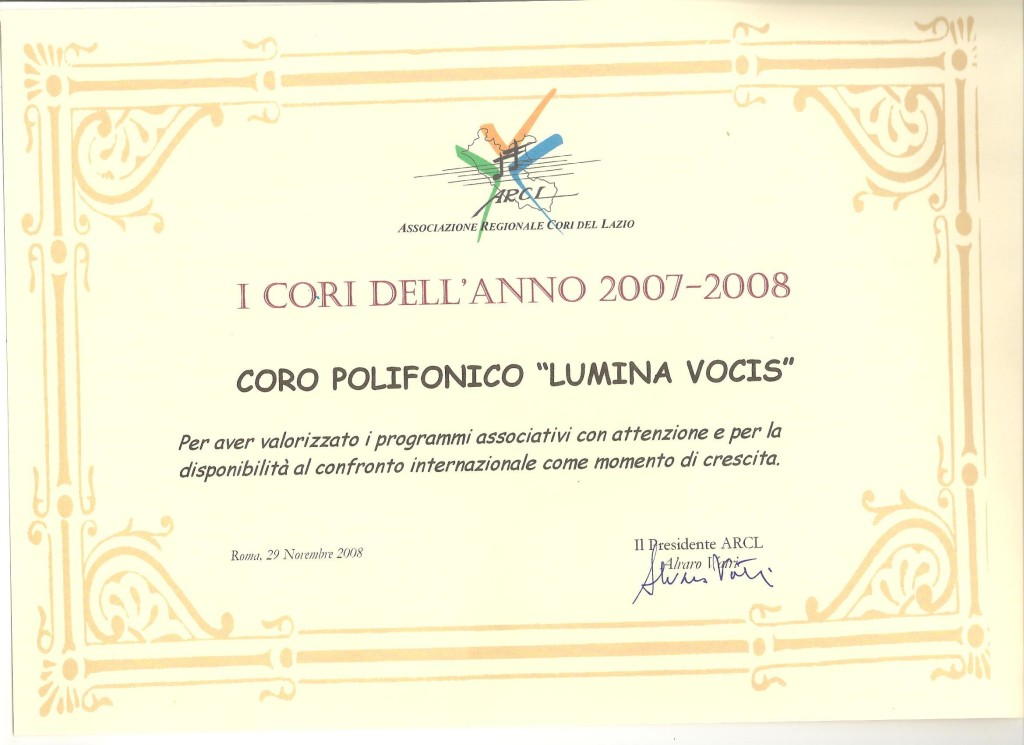 ARCL
ASSOCIAZIONE REGIONALE CORI DEL LAZIO
I CORI DELL'ANNO 2007-2008
CORO POLIFONICO “LUMINA VOCIS”
Per aver valorizzato i programmi associativi con attenzione e per la
disponibilità al confronto internazionale come momento di crescita.
Roma, 29 Novembre 2008
Il Presidente ARCL
Alvaro Vatri